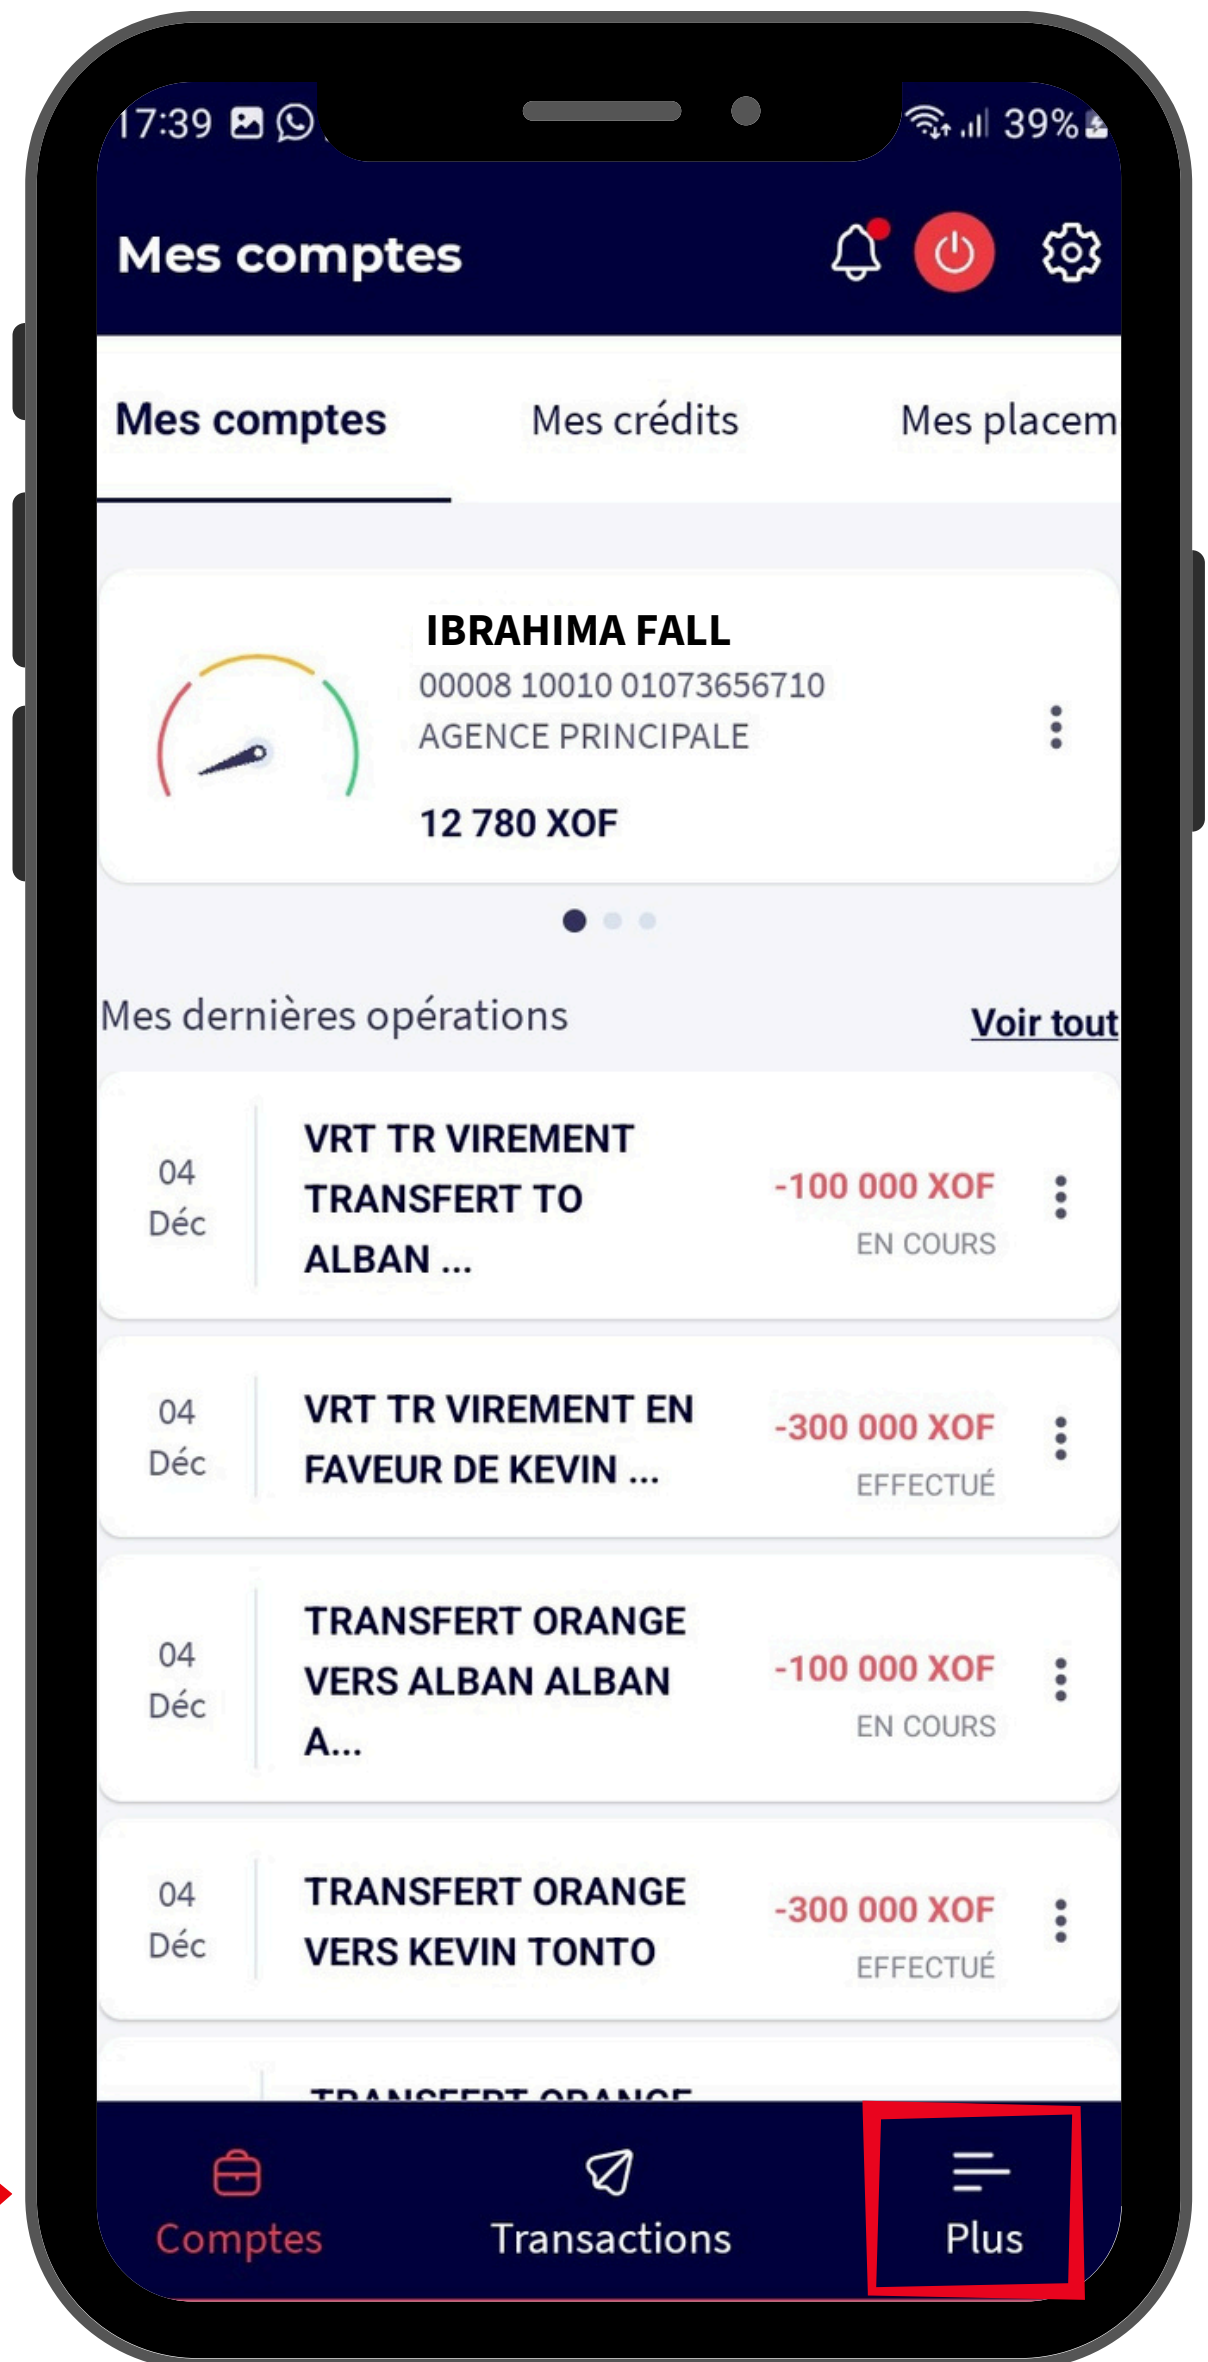 17:39
39%
Mes comptes
Mes comptes
Mes crédits
Mes placem
IBRAHIMA FALL
00008 10010 01073656710
AGENCE PRINCIPALE
12 780 XOF
Mes dernières opérations
Voir tout
04
Déc
VRT TR VIREMENT
TRANSFERT TO
ALBAN ...
-100 000 XOF
EN COURS
04
Déc
VRT TR VIREMENT EN
FAVEUR DE KEVIN ...
-300 000 XOF
EFFECTUÉ
04
Déc
TRANSFERT ORANGE
VERS ALBAN ALBAN
A...
-100 000 XOF
EN COURS
04
Déc
TRANSFERT ORANGE
VERS KEVIN TONTO
-300 000 XOF
EFFECTUÉ
TRANSFERT ORANGE
Comptes
Transactions
Plus